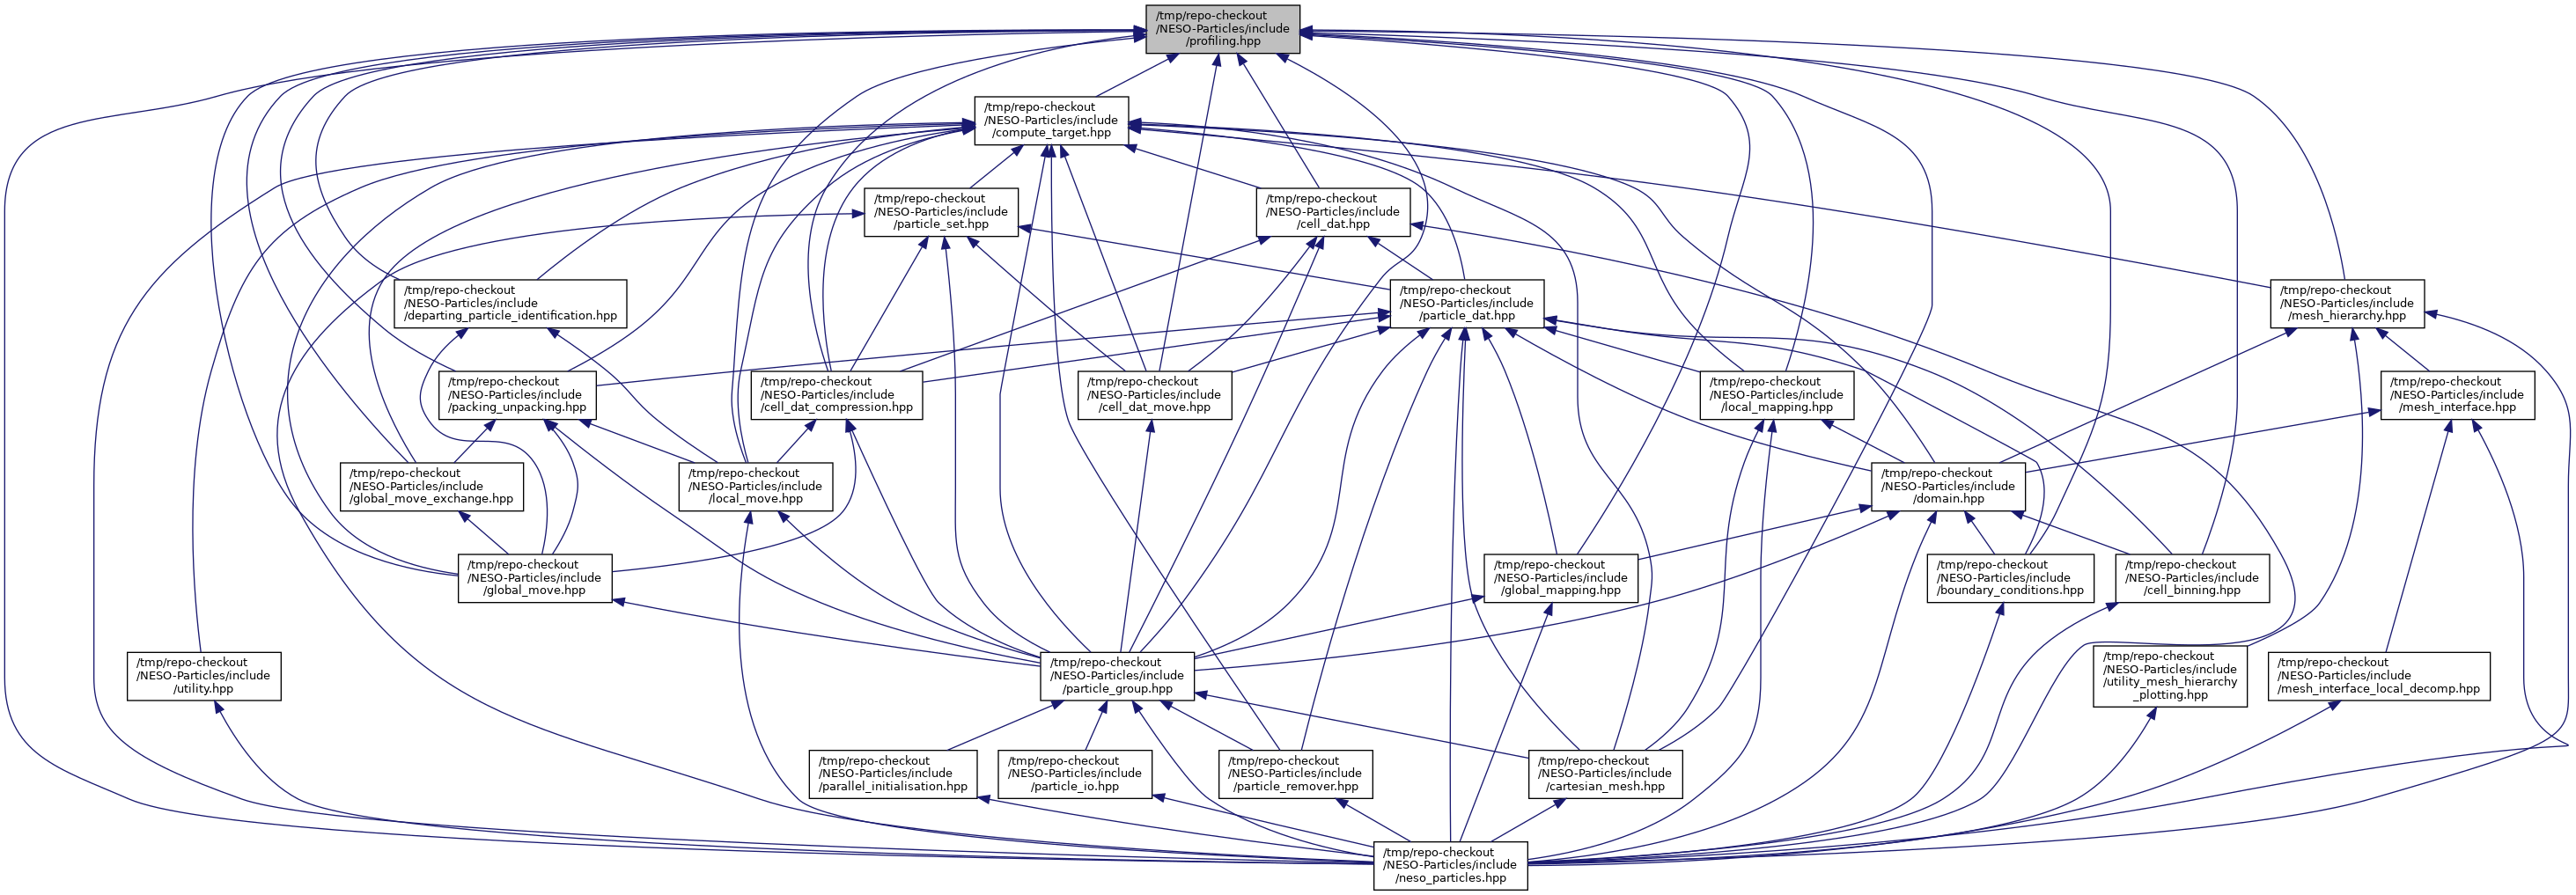 /tmp/repo-checkout
/NESO-Particles/include
/profiling.hpp
/tmp/repo-checkout
/NESO-Particles/include
/compute_target.hpp
/tmp/repo-checkout
/NESO-Particles/include
/particle_set.hpp
/tmp/repo-checkout
/NESO-Particles/include
/cell_dat.hpp
/tmp/repo-checkout
/NESO-Particles/include
/departing_particle_identification.hpp
/tmp/repo-checkout
/NESO-Particles/include
/particle_dat.hpp
/tmp/repo-checkout
/NESO-Particles/include
/mesh_hierarchy.hpp
/tmp/repo-checkout
/NESO-Particles/include
/packing_unpacking.hpp
/tmp/repo-checkout
/NESO-Particles/include
/cell_dat_compression.hpp
/tmp/repo-checkout
/NESO-Particles/include
/cell_dat_move.hpp
/tmp/repo-checkout
/NESO-Particles/include
/local_mapping.hpp
/tmp/repo-checkout
/NESO-Particles/include
/mesh_interface.hpp
/tmp/repo-checkout
/NESO-Particles/include
/global_move_exchange.hpp
/tmp/repo-checkout
/NESO-Particles/include
/local_move.hpp
/tmp/repo-checkout
/NESO-Particles/include
/domain.hpp
/tmp/repo-checkout
/NESO-Particles/include
/global_move.hpp
/tmp/repo-checkout
/NESO-Particles/include
/global_mapping.hpp
/tmp/repo-checkout
/NESO-Particles/include
/boundary_conditions.hpp
/tmp/repo-checkout
/NESO-Particles/include
/cell_binning.hpp
/tmp/repo-checkout
/NESO-Particles/include
/utility.hpp
/tmp/repo-checkout
/NESO-Particles/include
/particle_group.hpp
/tmp/repo-checkout
/NESO-Particles/include
/utility_mesh_hierarchy
_plotting.hpp
/tmp/repo-checkout
/NESO-Particles/include
/mesh_interface_local_decomp.hpp
/tmp/repo-checkout
/NESO-Particles/include
/parallel_initialisation.hpp
/tmp/repo-checkout
/NESO-Particles/include
/particle_io.hpp
/tmp/repo-checkout
/NESO-Particles/include
/particle_remover.hpp
/tmp/repo-checkout
/NESO-Particles/include
/cartesian_mesh.hpp
/tmp/repo-checkout
/NESO-Particles/include
/neso_particles.hpp